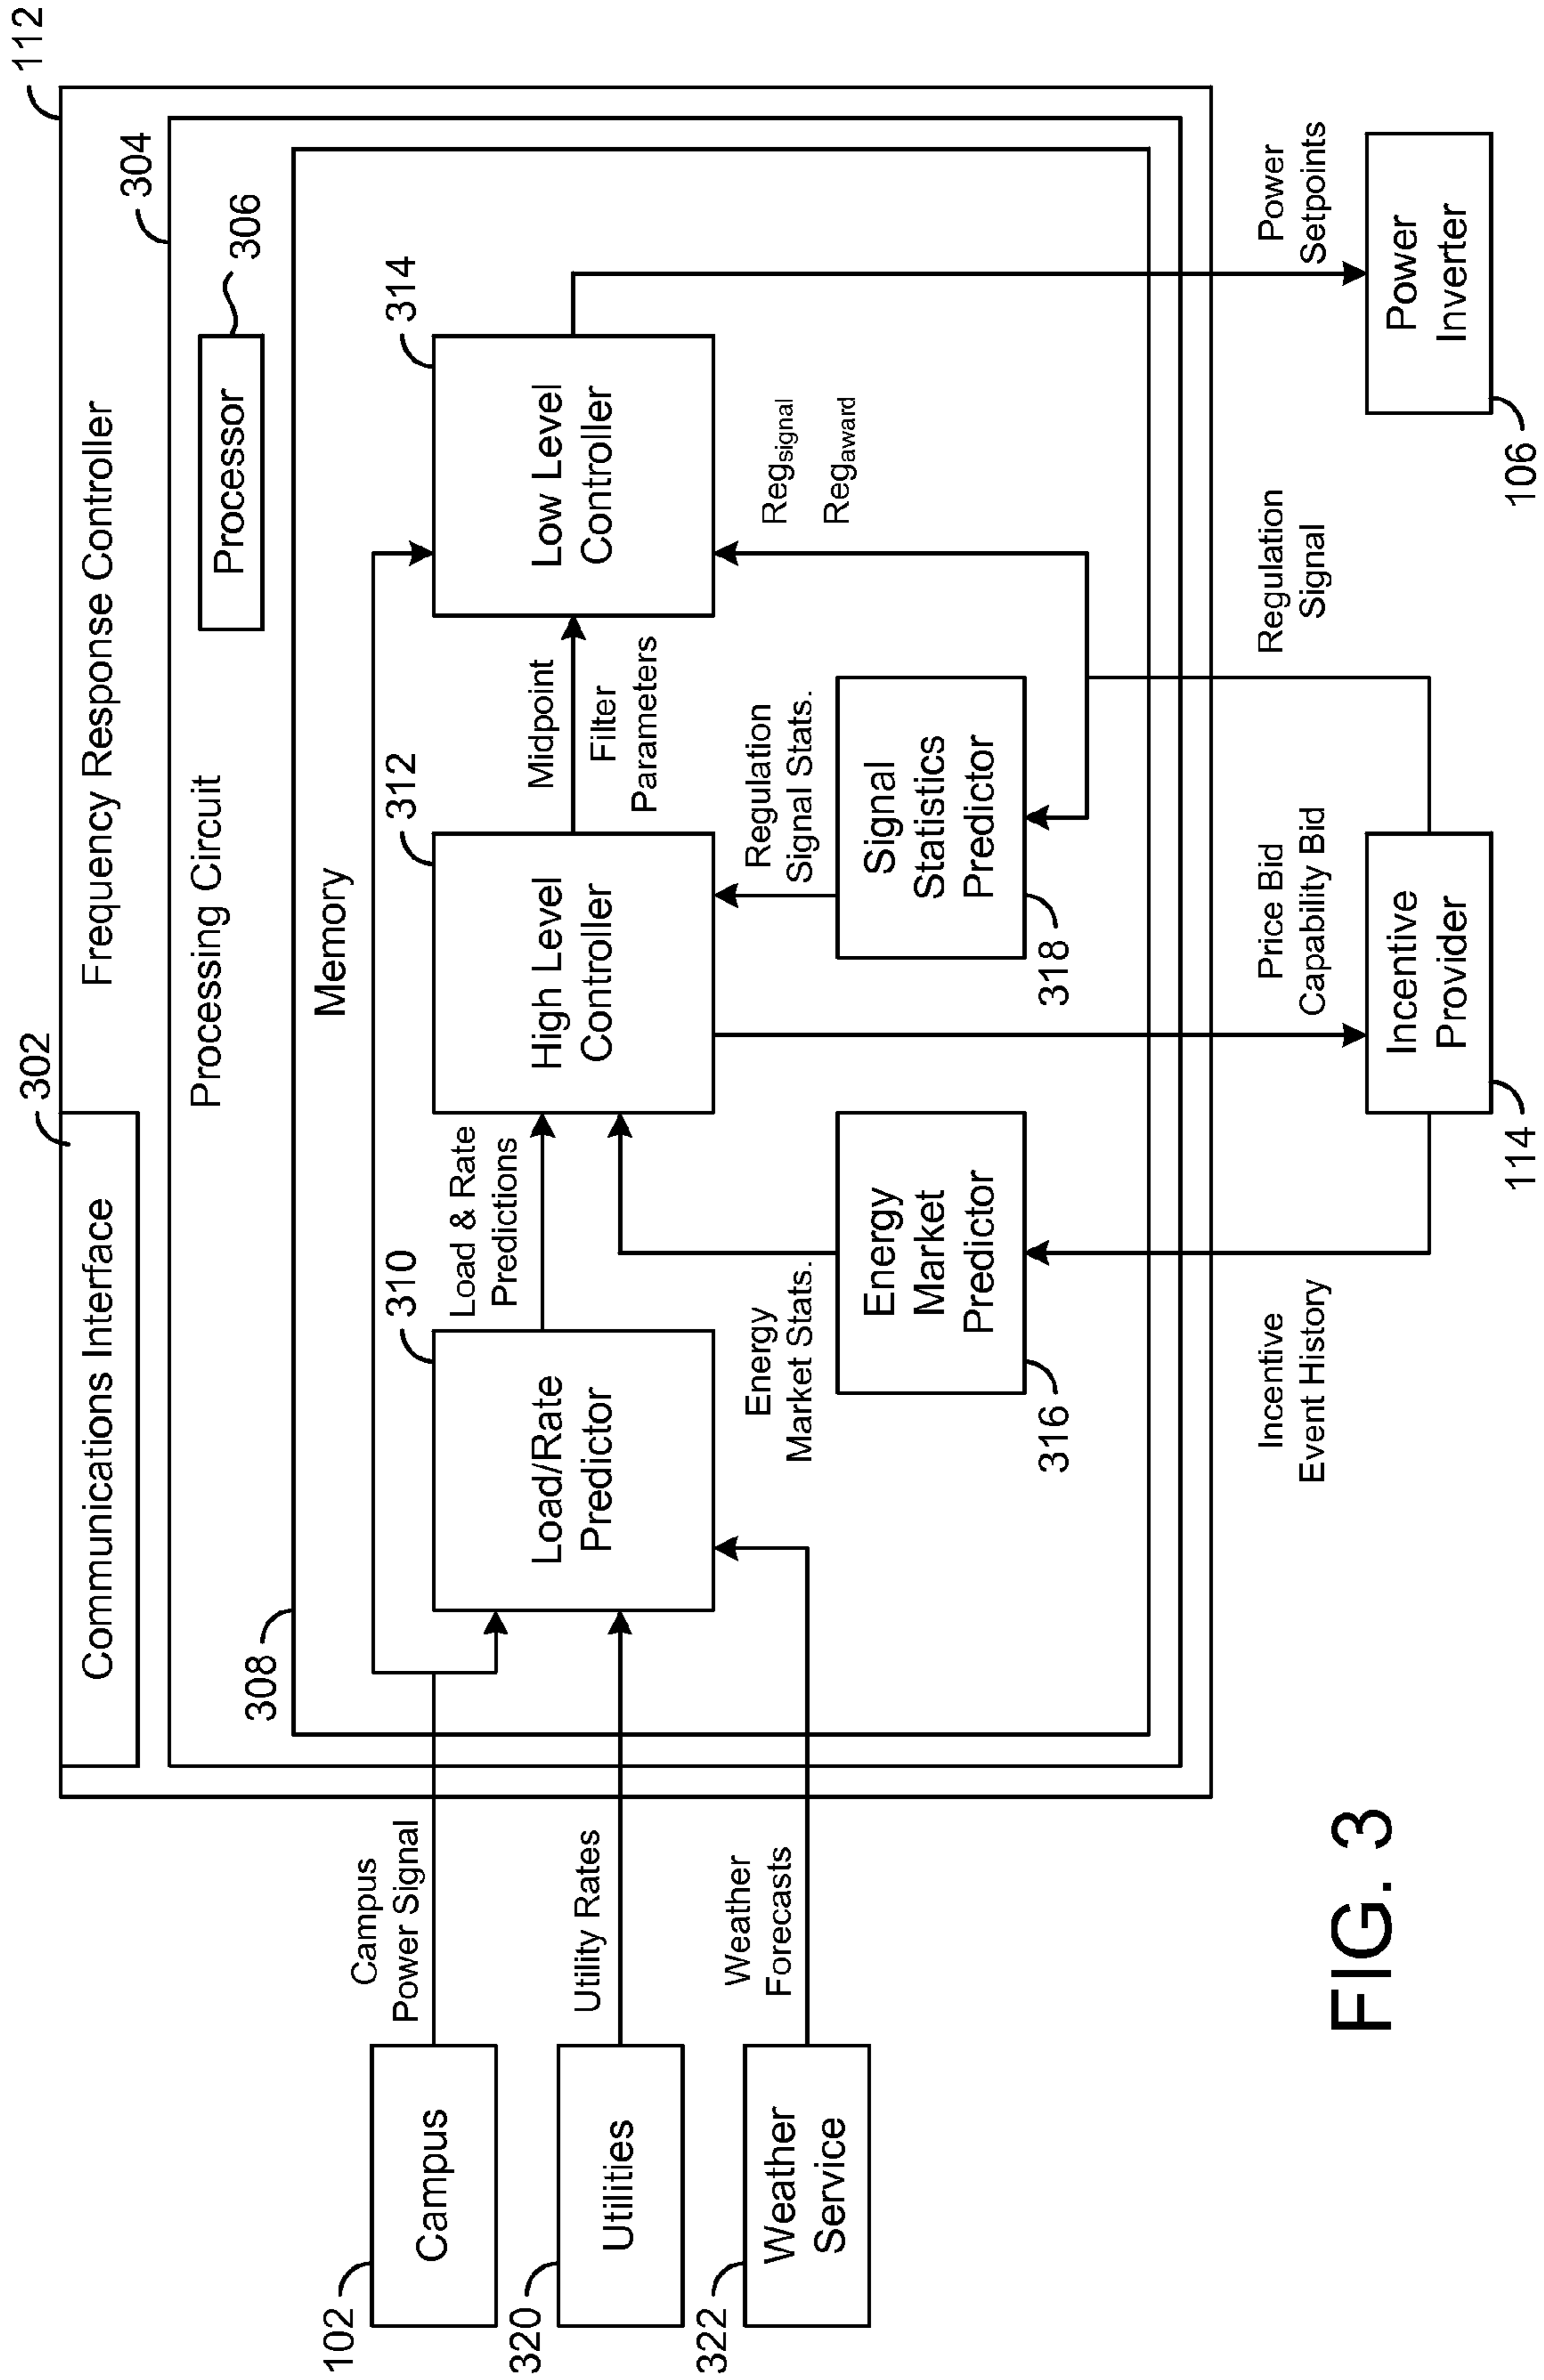 112
Frequency Response Controller
302
Communications Interface
304
Processing Circuit
306
Processor
308
Memory
310
Load/Rate
Predictor
Load & Rate
Predictions
312
High Level
Controller
Midpoint
Filter
Parameters
314
Low Level
Controller
Campus
Power Signal
102
Campus
Utility Rates
320
Utilities
Weather
Forecasts
322
Weather
Service
Energy
Market Stats.
Energy
Market
Predictor
316
Regulation
Signal Stats.
Signal
Statistics
Predictor
318
Regsignal
Regaward
Incentive
Event History
Price Bid
Capability Bid
Regulation
Signal
Power
Setpoints
Incentive
Provider
114
Power
Inverter
106
FIG. 3